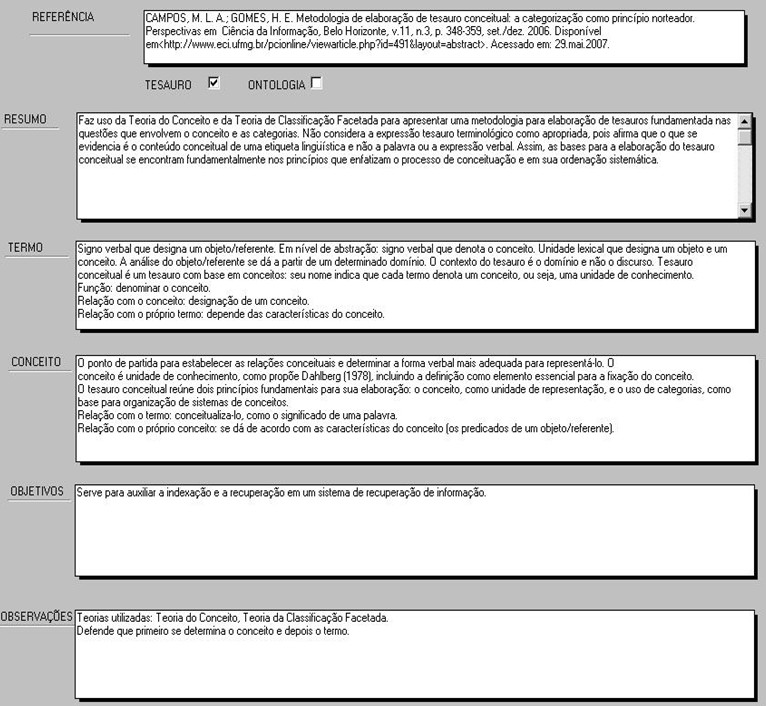 REFERÊNCIA
CAMPOS, M. L. A.; GOMES, H. E. Metodologia de elaboração de tesauro conceitual: a categorização como princípio norteador.
Perspectivas em Ciência da Informação, Belo Horizonte, v.11, n.3, p. 348-359, set./dez. 2006. Disponível
em<http://www.eci.ufmg.br/pcionline/viewarticle.php?id=491&layout=abstract>. Acessado em: 29.mai.2007.
TESAURO
ONTOLOGIA
RESUMO
Faz uso da Teoria do Conceito e da Teoria de Classificação Facetada para apresentar uma metodologia para elaboração de tesauros fundamentada nas
questões que envolvem o conceito e as categorias. Não considera a expressão tesauro terminológico como apropriada, pois afirma que o que se
evidencia é o conteúdo conceitual de uma etiqueta lingüística e não a palavra ou a expressão verbal. Assim, as bases para a elaboração do tesauro
conceitual se encontram fundamentalmente nos princípios que enfatizam o processo de conceituação e em sua ordenação sistemática.
TERMO
Signo verbal que designa um objeto/referente. Em nível de abstração: signo verbal que denota o conceito. Unidade lexical que designa um objeto e um
conceito. A análise do objeto/referente se dá a partir de um determinado domínio. O contexto do tesauro é o domínio e não o discurso. Tesauro
conceitual é um tesauro com base em conceitos: seu nome indica que cada termo denota um conceito, ou seja, uma unidade de conhecimento.
Função: denominar o conceito.
Relação com o conceito: designação de um conceito.
Relação com o próprio termo: depende das características do conceito.
CONCEITO
O ponto de partida para estabelecer as relações conceituais e determinar a forma verbal mais adequada para representá-lo. O
conceito é unidade de conhecimento, como propõe Dahlberg (1978), incluindo a definição como elemento essencial para a fixação do conceito.
O tesauro conceitual reúne dois princípios fundamentais para sua elaboração: o conceito, como unidade de representação, e o uso de categorias, como
base para organização de sistemas de conceitos.
Relação com o termo: conceitualiza-lo, como o significado de uma palavra.
Relação com o próprio conceito: se dá de acordo com as características do conceito (os predicados de um objeto/referente).
OBJETIVOS
Serve para auxiliar a indexação e a recuperação em um sistema de recuperação de informação.
OBSERVAÇÕES
Teorias utilizadas: Teoria do Conceito, Teoria da Classificação Facetada.
Defende que primeiro se determina o conceito e depois o termo.